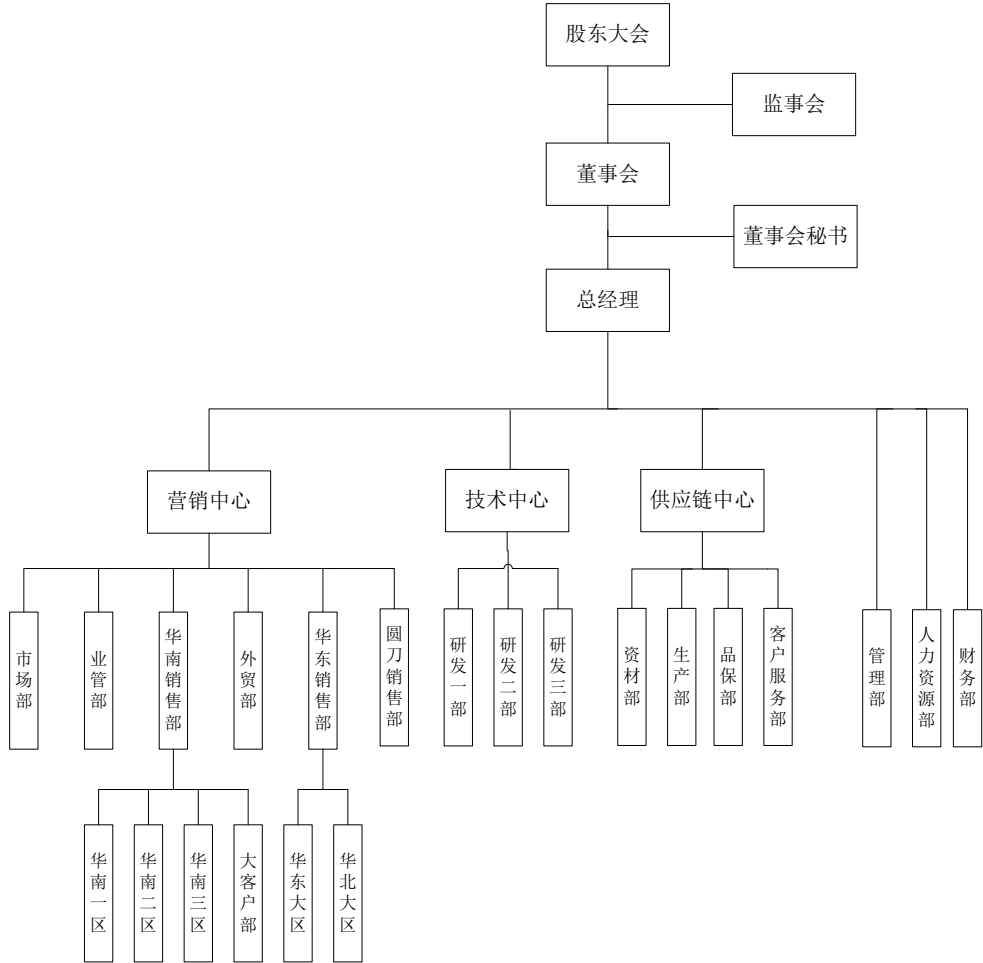 股东大会
监事会
董事会
董事会秘书
总经理
营销中心
技术中心
供应链中心
市场部
业管部
华南销售部
外贸部
华东销售部
圆刀销售部
研发一部
研发二部
研发三部
资材部
生产部
品保部
客户服务部
管理部
人力资源部
财务部
华南一区
华南二区
华南三区
大客户部
华东大区
华北大区